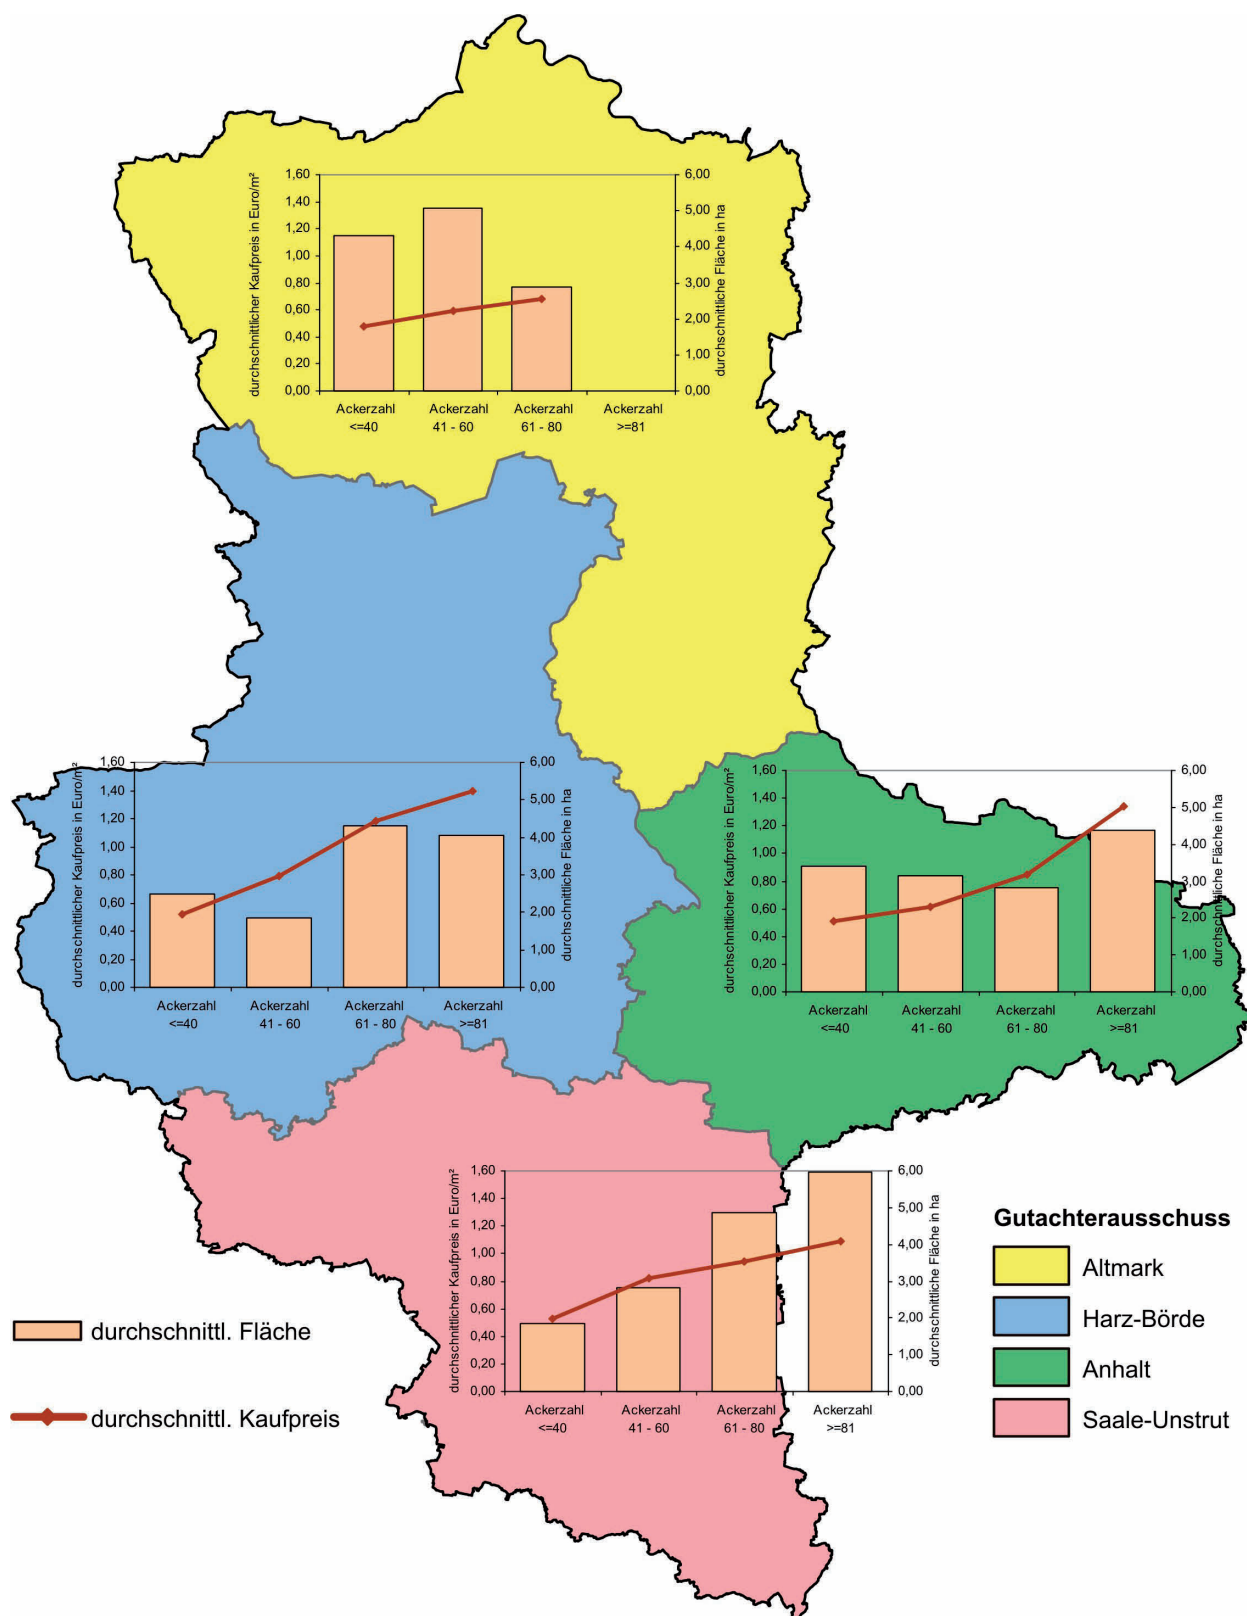 durchschnittlicher Kaufpreis in Euro/m²
1,60
1,40
1,20
1,00
0,80
0,60
0,40
0,20
0,00
6,00
5,00
4,00
3,00
2,00
1,00
0,00
durchschnittliche Fläche in ha
Ackerzahl Ackerzahl Ackerzahl Ackerzahl
<=40 41 - 60 61 - 80 >=81
durchschnittlicher Kaufpreis in Euro/m²
1,60
1,40
1,20
1,00
0,80
0,60
0,40
0,20
0,00
6,00
5,00
4,00
3,00
2,00
1,00
0,00
durchschnittliche Fläche in ha
Ackerzahl Ackerzahl Ackerzahl Ackerzahl
<=40 41 - 60 61 - 80 >=81
durchschnittlicher Kaufpreis in Euro/m²
1,60
1,40
1,20
1,00
0,80
0,60
0,40
0,20
0,00
6,00
5,00
4,00
3,00
2,00
1,00
0,00
durchschnittliche Fläche in ha
Ackerzahl Ackerzahl Ackerzahl Ackerzahl
<=40 41 - 60 61 - 80 >=81
durchschnittlicher Kaufpreis in Euro/m²
1,60
1,40
1,20
1,00
0,80
0,60
0,40
0,20
0,00
6,00
5,00
4,00
3,00
2,00
1,00
0,00
durchschnittliche Fläche in ha
Ackerzahl Ackerzahl Ackerzahl Ackerzahl
<=40 41 - 60 61 - 80 >=81
durchschnittl. Fläche
durchschnittl. Kaufpreis
Gutachterausschuss
Altmark
Harz-Börde
Anhalt
Saale-Unstrut